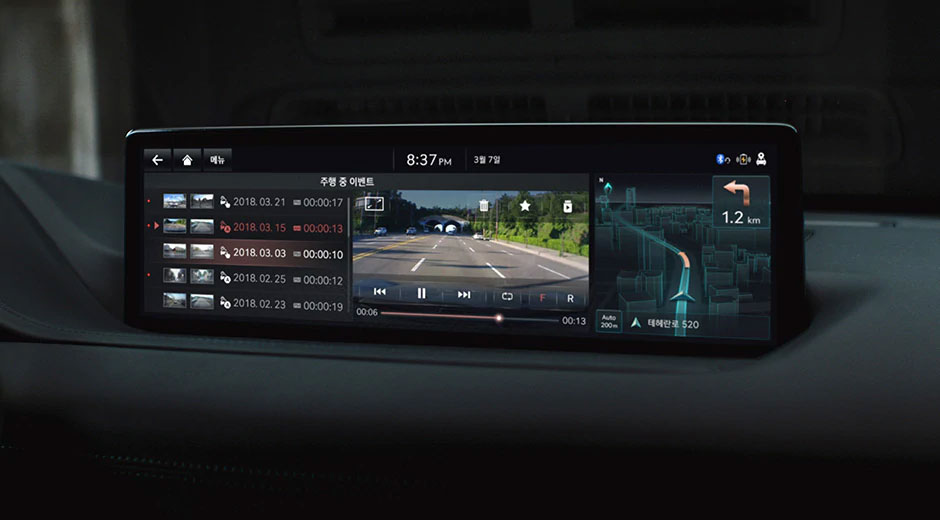 메뉴
8:37 PM
3월 7일
주행 중 이벤트
2018. 03. 21 00:00:17
2018. 03. 15 00:00:13
2018. 03. 03 00:00:10
2018. 02. 25 00:00:12
2018. 02. 23 00:00:19
F
R
00:06
00:13
N
1.2 km
Auto
200m
테헤란로 520